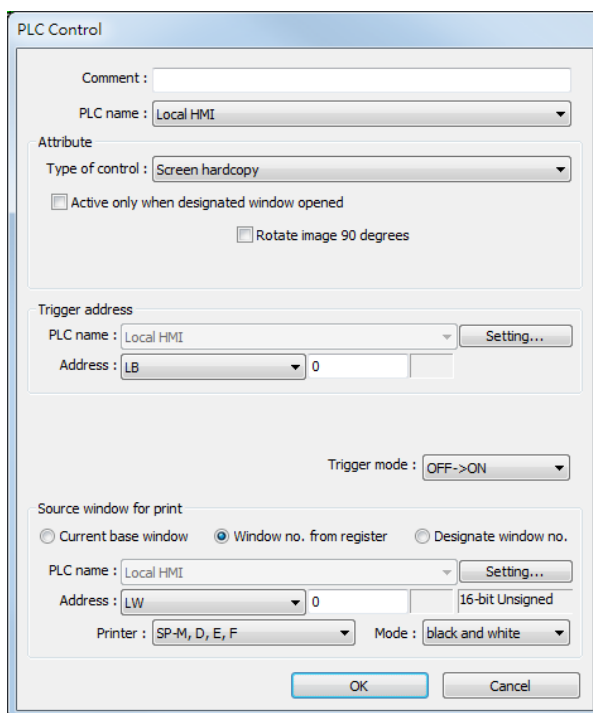 PLC Control
Comment :
PLC name : Local HMI
Attribute
Type of control : Screen hardcopy
Active only when designated window opened
Rotate image 90 degrees
Trigger address
PLC name : Local HMI Setting...
Address : LB 0
Trigger mode : OFF->ON
Source window for print
Current base window Window no. from register Designate window no.
PLC name : Local HMI Setting...
Address : LW 0 16-bit Unsigned
Printer : SP-M, D, E, F Mode : black and white
OK Cancel